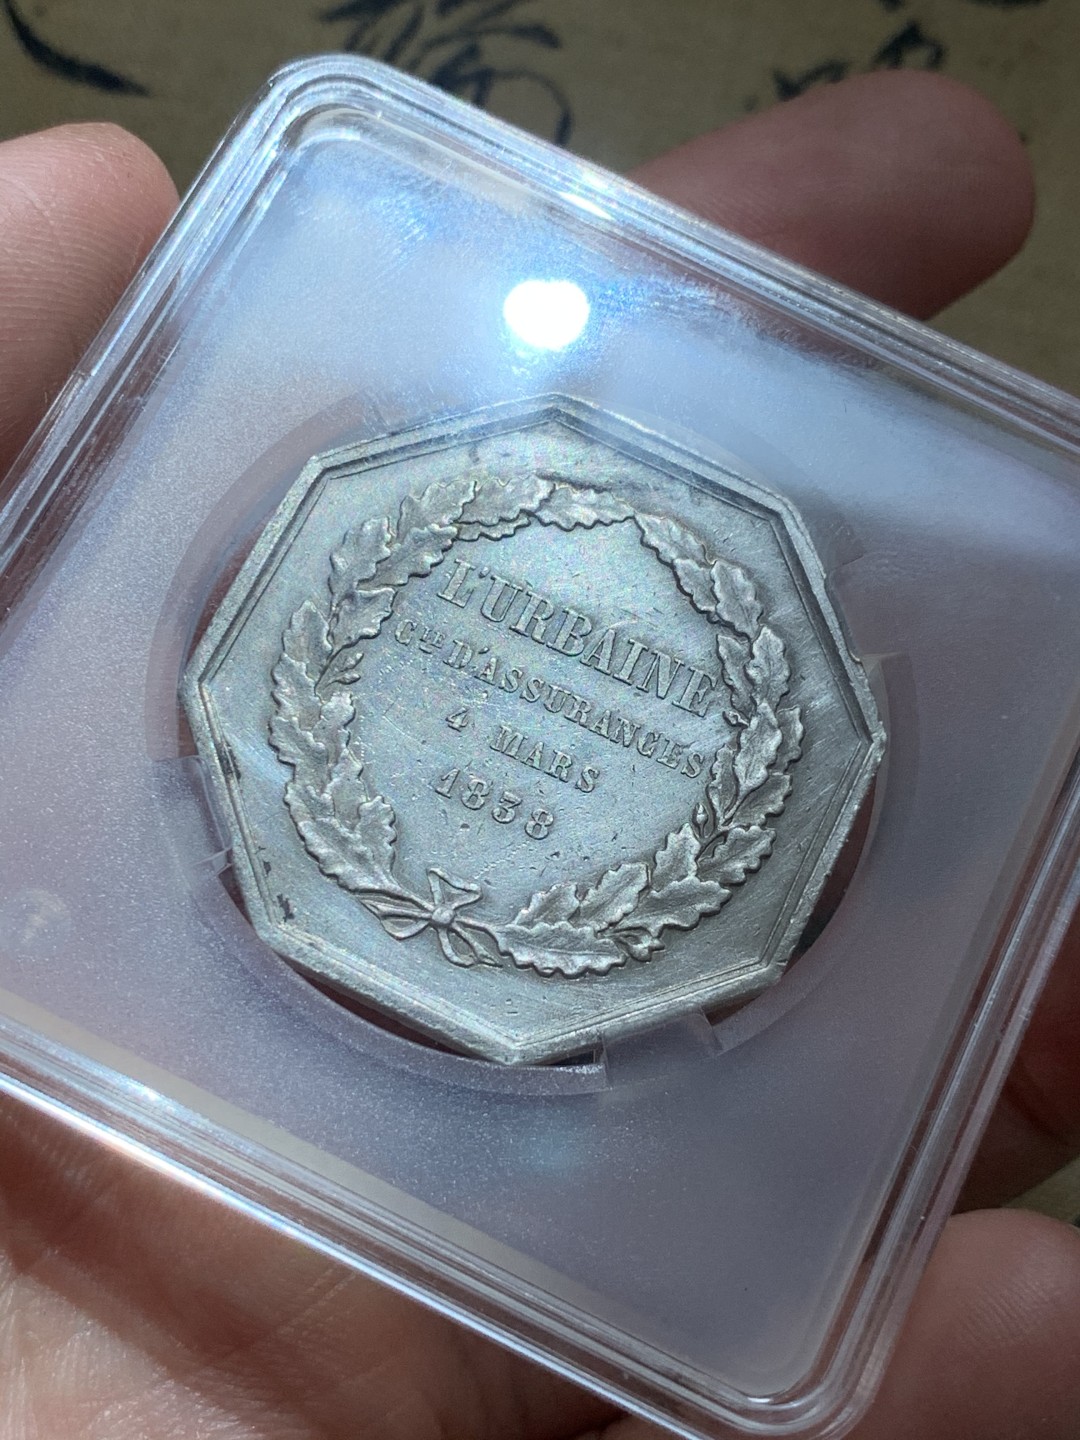 L'URBAINE
CIE D'ASSURANCES
4 MARS
1838